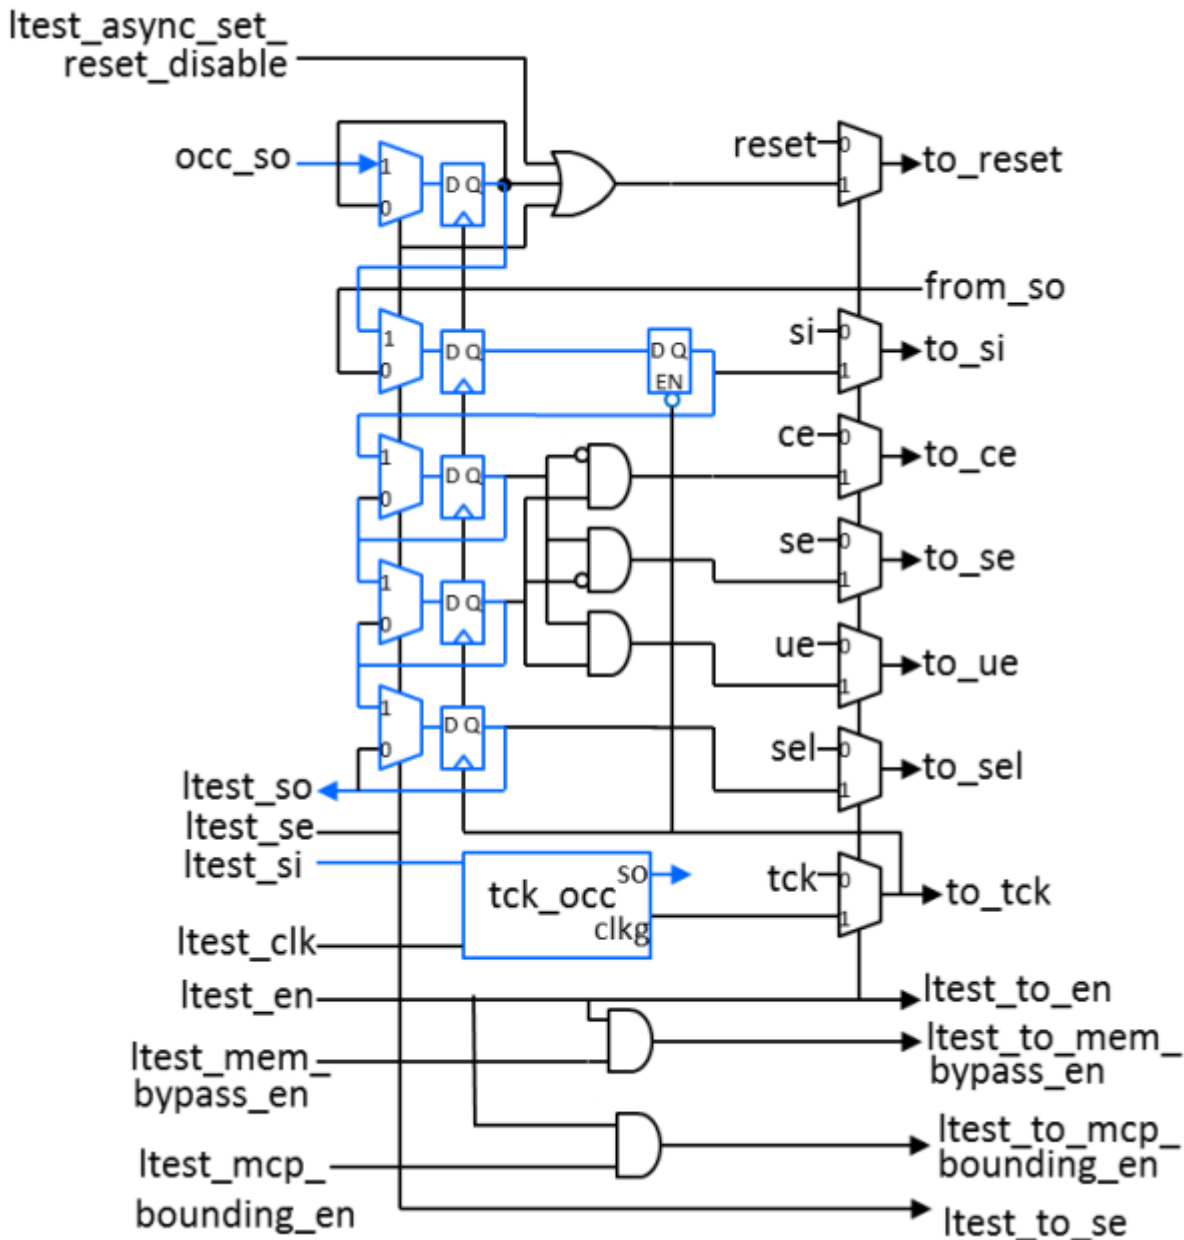 ltest_async_set_
reset_disable
occ_so
1
0
D Q
reset
0
1
to_reset
from_so
1
0
D Q
D Q
EN
si
0
1
to_si
1
0
D Q
ce
0
1
to_ce
1
0
D Q
se
0
1
to_se
ue
0
1
to_ue
1
0
D Q
sel
0
1
to_sel
ltest_so
ltest_se
ltest_si
tck_occ
so
clkg
tck
0
1
to_tck
ltest_clk
ltest_en
ltest_to_en
ltest_mem_
bypass_en
ltest_to_mem_
bypass_en
ltest_mcp_
bounding_en
ltest_to_mcp_
bounding_en
ltest_to_se